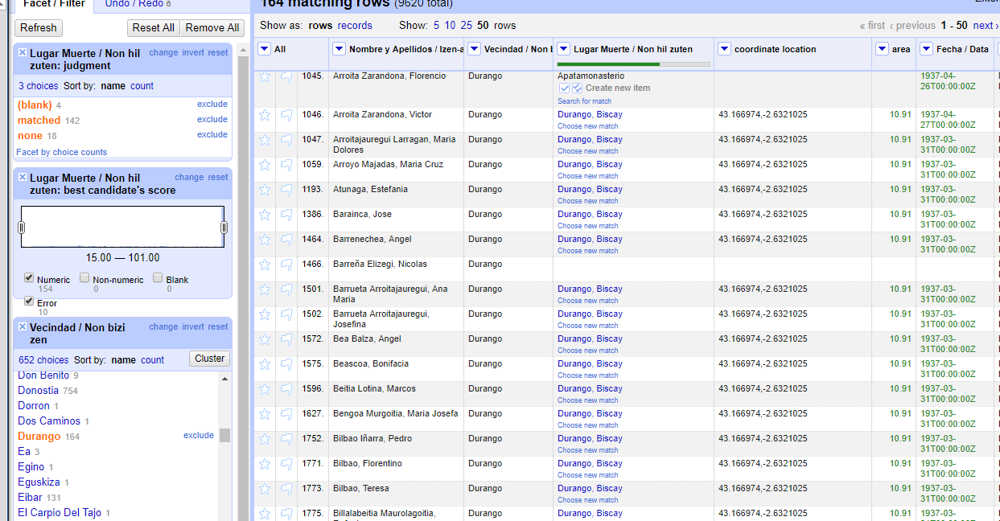 Facet / Filter Undo / Redo 6
Refresh Reset All Remove All
Lugar Muerte / Non hil zuten: judgment change invert reset
3 choices Sort by: name count
(blank) 4 exclude
matched 142 exclude
none 18 exclude
Facet by choice counts
Lugar Muerte / Non hil zuten: best candidate's score change reset
15.00 — 101.00
Numeric 154 Non-numeric 0 Blank 0
Error 10
Vecindad / Non bizi zen change invert reset
652 choices Sort by: name count Cluster
Don Benito 9
Donostia 754
Dorron 1
Dos Caminos 1
Durango 164 exclude
Ea 3
Egino 1
Eguskiza 1
Eibar 131
El Carpio Del Tajo 1
164 matching rows (9620 total)
Show as: rows records Show: 5 10 25 50 rows « first ‹ previous 1 - 50 next ›
All Nombre y Apellidos / Izen-a Vecindad / Non Lugar Muerte / Non hil zuten coordinate location area Fecha / Data
1045. Arroita Zarandona, Florencio Durango Apatamonasterio 1937-04-26T00:00:00Z
Create new item
Search for match
1046. Arroita Zarandona, Victor Durango Durango, Biscay 43.166974,-2.6321025 10.91 1937-04-27T00:00:00Z
Choose new match
1047. Arroitajauregui Larragan, Maria Dolores Durango Durango, Biscay 43.166974,-2.6321025 10.91 1937-03-31T00:00:00Z
Choose new match
1059. Arroyo Majadas, Maria Cruz Durango Durango, Biscay 43.166974,-2.6321025 10.91 1937-03-31T00:00:00Z
Choose new match
1193. Atunaga, Estefania Durango Durango, Biscay 43.166974,-2.6321025 10.91 1937-03-31T00:00:00Z
Choose new match
1386. Barainca, Jose Durango Durango, Biscay 43.166974,-2.6321025 10.91 1937-03-31T00:00:00Z
Choose new match
1464. Barrenechea, Angel Durango Durango, Biscay 43.166974,-2.6321025 10.91 1937-03-31T00:00:00Z
Choose new match
1466. Barreña Elizegi, Nicolas Durango
1501. Barrueta Arroitajauregui, Ana Maria Durango Durango, Biscay 43.166974,-2.6321025 10.91 1937-03-31T00:00:00Z
Choose new match
1502. Barrueta Arroitajauregui, Josefina Durango Durango, Biscay 43.166974,-2.6321025 10.91 1937-03-31T00:00:00Z
Choose new match
1572. Bea Balza, Angel Durango Durango, Biscay 43.166974,-2.6321025 10.91 1937-03-31T00:00:00Z
Choose new match
1575. Beascoa, Bonifacia Durango Durango, Biscay 43.166974,-2.6321025 10.91 1937-03-31T00:00:00Z
Choose new match
1596. Beitia Lotina, Marcos Durango Durango, Biscay 43.166974,-2.6321025 10.91 1937-03-31T00:00:00Z
Choose new match
1627. Bengoa Murgoitia, Maria Josefa Durango Durango, Biscay 43.166974,-2.6321025 10.91 1937-03-31T00:00:00Z
Choose new match
1752. Bilbao Iñarra, Pedro Durango Durango, Biscay 43.166974,-2.6321025 10.91 1937-03-31T00:00:00Z
Choose new match
1771. Bilbao, Florentino Durango Durango, Biscay 43.166974,-2.6321025 10.91 1937-03-31T00:00:00Z
Choose new match
1773. Bilbao, Teresa Durango Durango, Biscay 43.166974,-2.6321025 10.91 1937-03-31T00:00:00Z
Choose new match
1775. Billalabeitia Maurolagoitia, Durango Durango, Biscay 43.166974,-2.6321025 10.91 1937-03-